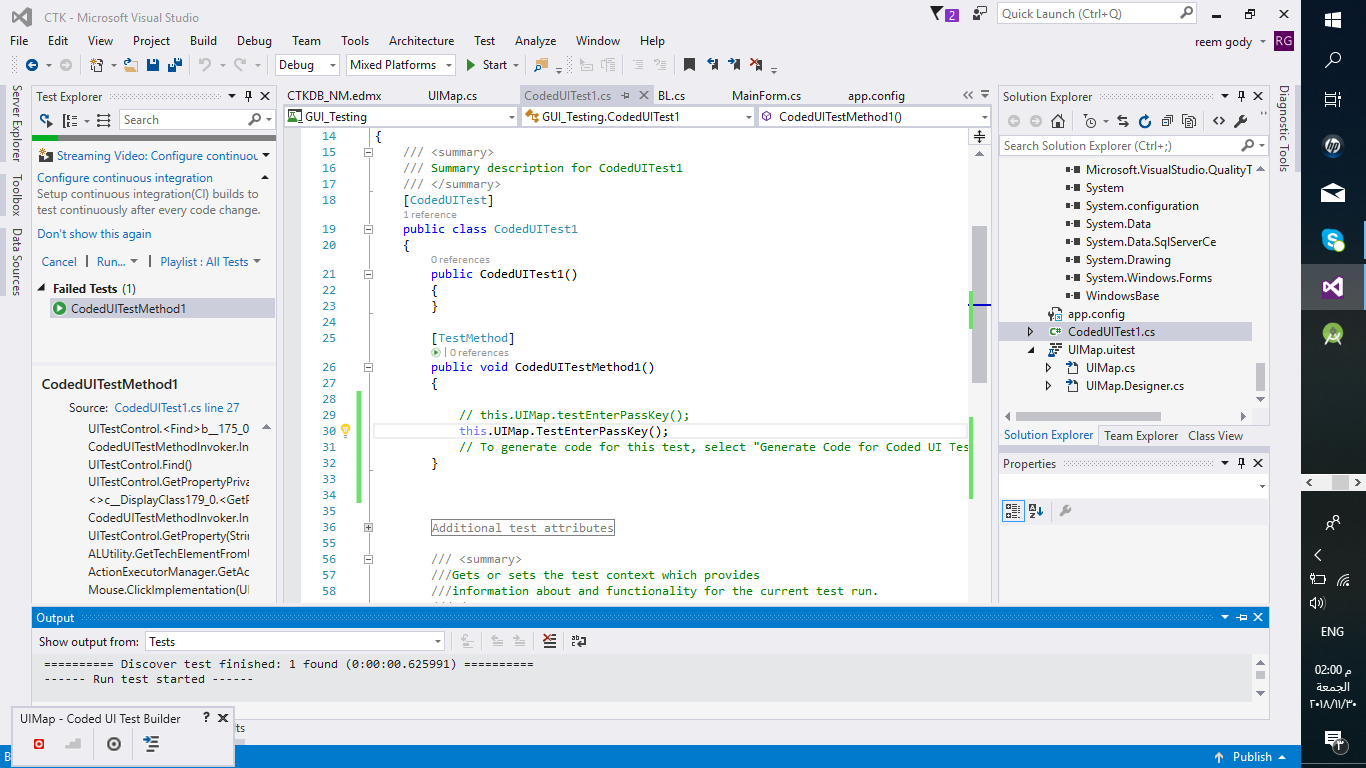 CTK - Microsoft Visual Studio
2
Quick Launch (Ctrl+Q)
File Edit View Project Build Debug Team Tools Architecture Test Analyze Window Help
reem gody RG
Debug Mixed Platforms Start
Server Explorer
Toolbox
Data Sources
Test Explorer
Search
Streaming Video: Configure continuou
Configure continuous integration
Setup continuous integration(CI) builds to
test continuously after every code change.
Don't show this again
Cancel Run... Playlist : All Tests
Failed Tests (1)
CodedUITestMethod1
CodedUITestMethod1
Source: CodedUITest1.cs line 27
UITestControl.<Find>b__175_0
CodedUITestMethodInvoker.In
UITestControl.Find()
UITestControl.GetPropertyPriva
<>c__DisplayClass179_0.<GetP
CodedUITestMethodInvoker.In
UITestControl.GetProperty(Strin
ALUtility.GetTechElementFromU
ActionExecutorManager.GetAc
Mouse.ClickImplementation(UI
CTKDB_NM.edmx UIMap.cs CodedUITest1.cs BL.cs MainForm.cs app.config
GUI_Testing GUI_Testing.CodedUITest1 CodedUITestMethod1()
14 {
15 /// <summary>
16 /// Summary description for CodedUITest1
17 /// </summary>
18 [CodedUITest]
1 reference
19 public class CodedUITest1
20 {
0 references
21 public CodedUITest1()
22 {
23 }
24
25 [TestMethod]
| 0 references
26 public void CodedUITestMethod1()
27 {
28
29 // this.UIMap.testEnterPassKey();
30 this.UIMap.TestEnterPassKey();
31 // To generate code for this test, select "Generate Code for Coded UI Tes
32 }
33
34
35
36 Additional test attributes
55
56 /// <summary>
57 ///Gets or sets the test context which provides
58 ///information about and functionality for the current test run.
Solution Explorer
Search Solution Explorer (Ctrl+;)
Microsoft.VisualStudio.QualityT
System
System.configuration
System.Data
System.Data.SqlServerCe
System.Drawing
System.Windows.Forms
WindowsBase
app.config
C# CodedUITest1.cs
UIMap.uitest
UIMap.cs
UIMap.Designer.cs
Solution Explorer Team Explorer Class View
Properties
Diagnostic Tools
Output
Show output from: Tests
========== Discover test finished: 1 found (0:00:00.625991) ==========
------ Run test started ------
UIMap - Coded UI Test Builder ? X
ts
Publish
hp
ENG
02:00 م
الجمعة
٢٠١٨/١١/٣٠
٣